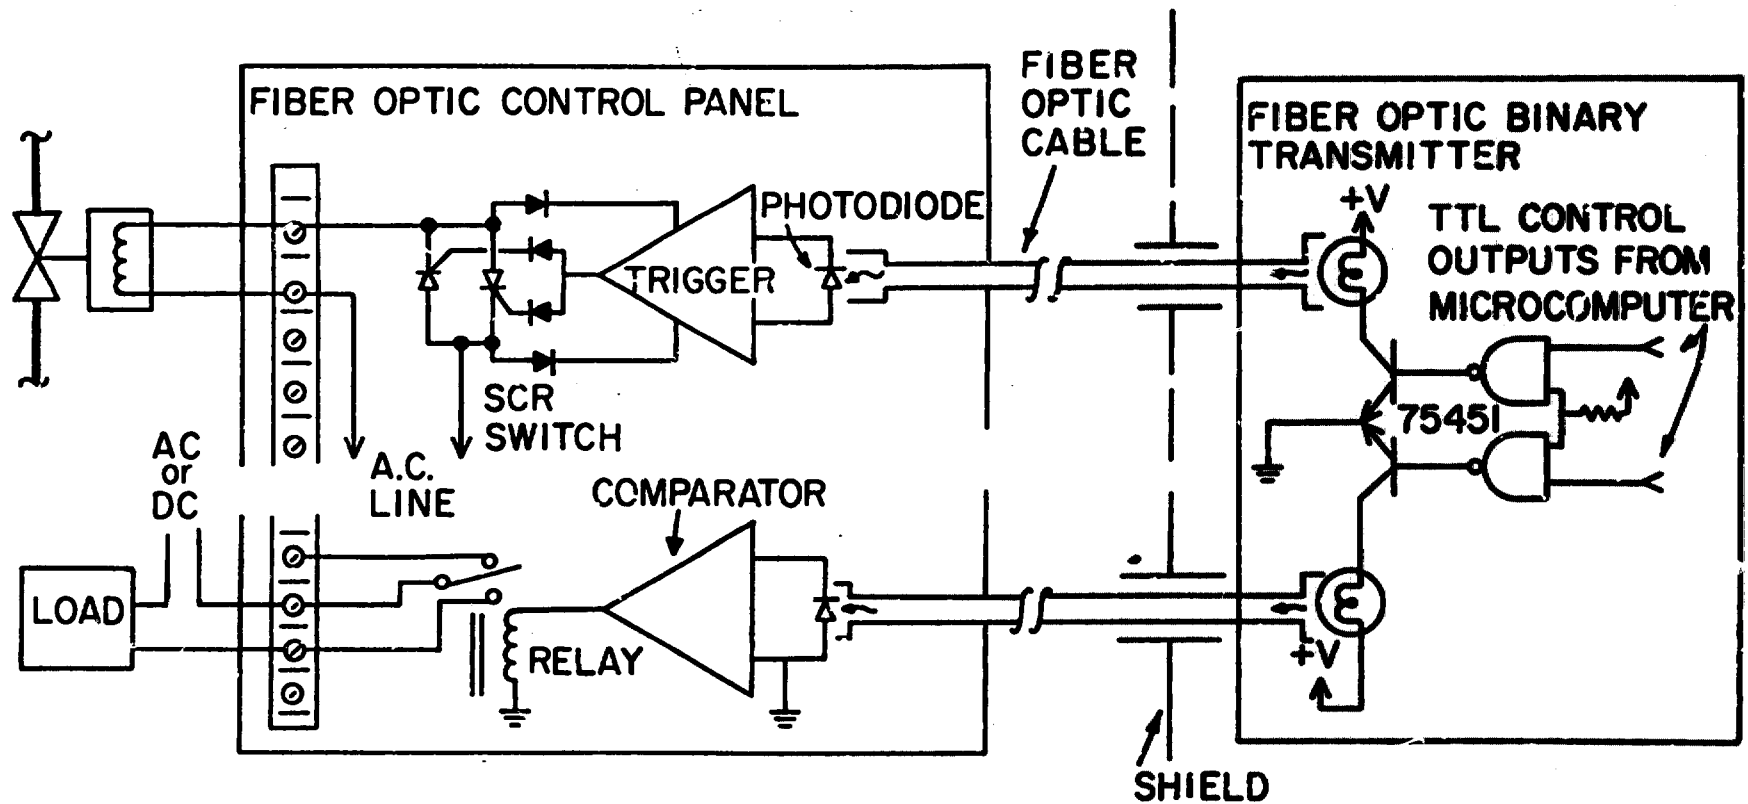 FIBER OPTIC CONTROL PANEL
FIBER
OPTIC
CABLE
FIBER OPTIC BINARY
TRANSMITTER
+V
TTL CONTROL
OUTPUTS FROM
MICROCOMPUTER
PHOTODIODE
TRIGGER
SCR
SWITCH
75451
AC
or
DC
A.C.
LINE
COMPARATOR
LOAD
RELAY
+V
SHIELD